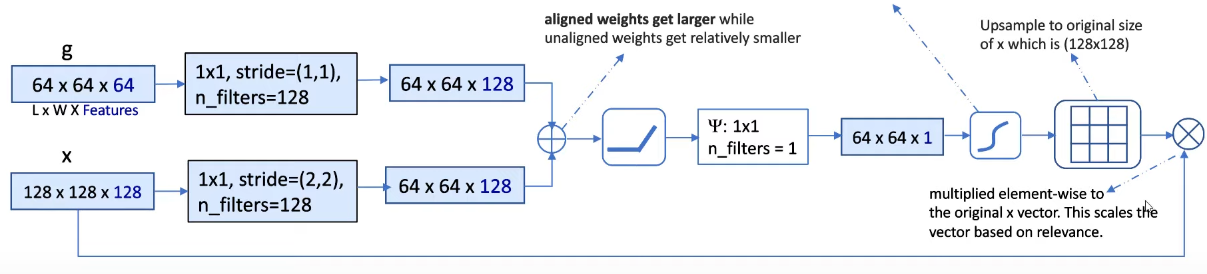 aligned weights get larger while
unaligned weights get relatively smaller
Upsample to original size
of x which is (128x128)
g
64 x 64 x 64
L x W X Features
1x1, stride=(1,1),
n_filters=128
64 x 64 x 128
Ψ: 1x1
n_filters = 1
64 x 64 x 1
x
128 x 128 x 128
1x1, stride=(2,2),
n_filters=128
64 x 64 x 128
multiplied element-wise to
the original x vector. This scales the
vector based on relevance.